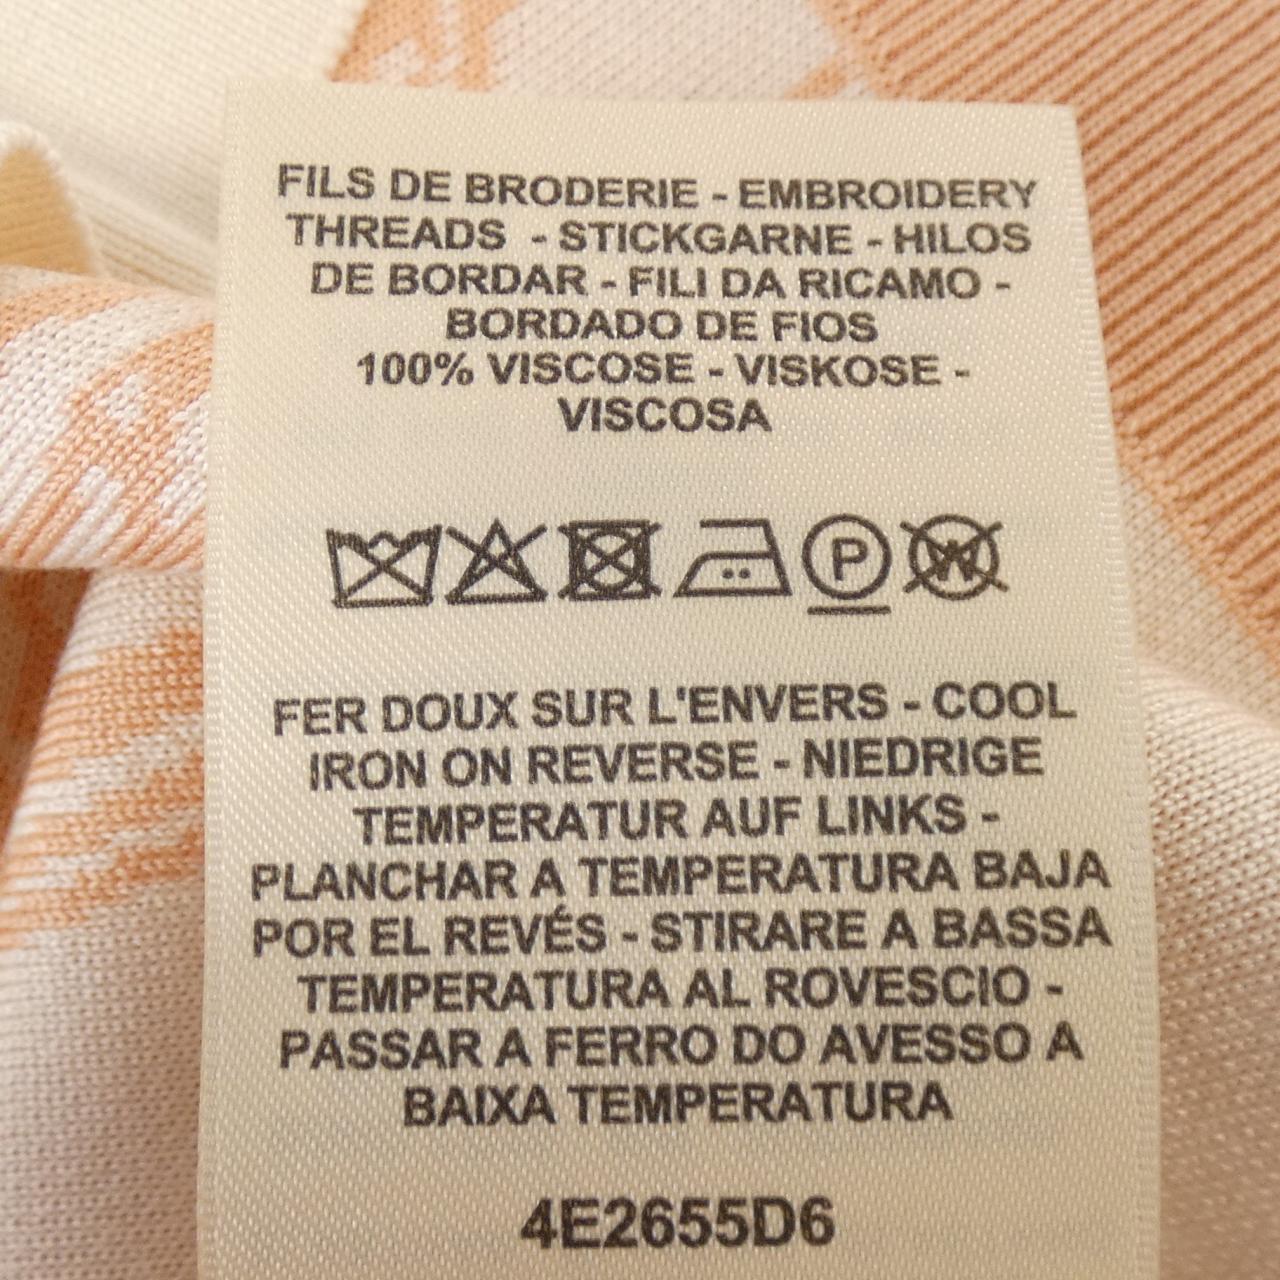 FILS DE BRODERIE - EMBROIDERY
THREADS - STICKGARNE - HILOS
DE BORDAR - FILI DA RICAMO -
BORDADO DE FIOS
100% VISCOSE - VISKOSE -
VISCOSA
P W
FER DOUX SUR L'ENVERS - COOL
IRON ON REVERSE - NIEDRIGE
TEMPERATUR AUF LINKS -
PLANCHAR A TEMPERATURA BAJA
POR EL REVÉS - STIRARE A BASSA
TEMPERATURA AL ROVESCIO -
PASSAR A FERRO DO AVESSO A
BAIXA TEMPERATURA
4E2655D6